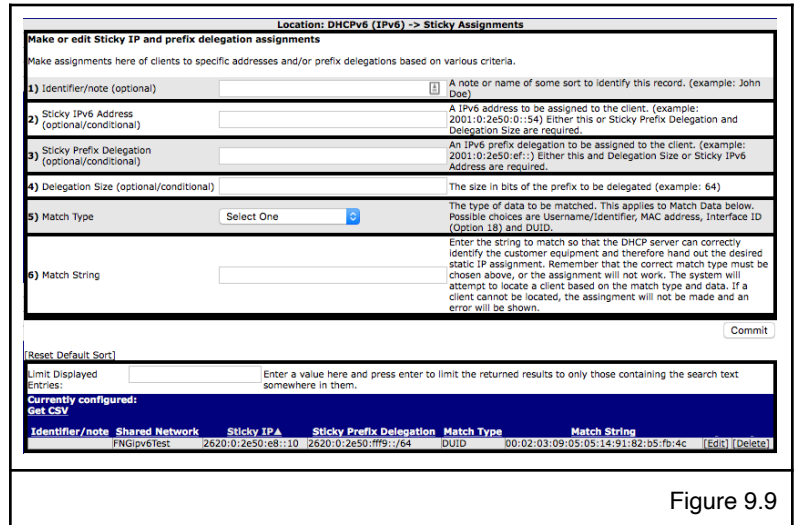 Location: DHCPv6 (IPv6) -> Sticky Assignments
Make or edit Sticky IP and prefix delegation assignments
Make assignments here of clients to specific addresses and/or prefix delegations based on various criteria.
1) Identifier/note (optional)
A note or name of some sort to identify this record. (example: John
Doe)
2) Sticky IPv6 Address
(optional/conditional)
A IPv6 address to be assigned to the client. (example:
2001:0:2e50:0::54) Either this or Sticky Prefix Delegation and
Delegation Size are required.
3) Sticky Prefix Delegation
(optional/conditional)
An IPv6 prefix delegation to be assigned to the client. (example:
2001:0:2e50:ef::) Either this and Delegation Size or Sticky IPv6
Address are required.
4) Delegation Size (optional/conditional)
The size in bits of the prefix to be delegated (example: 64)
5) Match Type
Select One
The type of data to be matched. This applies to Match Data below.
Possible choices are Username/Identifier, MAC address, Interface ID
(Option 18) and DUID.
6) Match String
Enter the string to match so that the DHCP server can correctly
identify the customer equipment and therefore hand out the desired
static IP assignment. Remember that the correct match type must be
chosen above, or the assignment will not work. The system will
attempt to locate a client based on the match type and data. If a
client cannot be located, the assingment will not be made and an
error will be shown.
Commit
[Reset Default Sort]
Limit Displayed
Entries:
Enter a value here and press enter to limit the returned results to only those containing the search text
somewhere in them.
Currently configured:
Get CSV
Identifier/note Shared Network Sticky IP▲ Sticky Prefix Delegation Match Type Match String
FNGipv6Test 2620:0:2e50:e8::10 2620:0:2e50:fff9::/64 DUID 00:02:03:09:05:05:14:91:82:b5:fb:4c [Edit] [Delete]
Figure 9.9